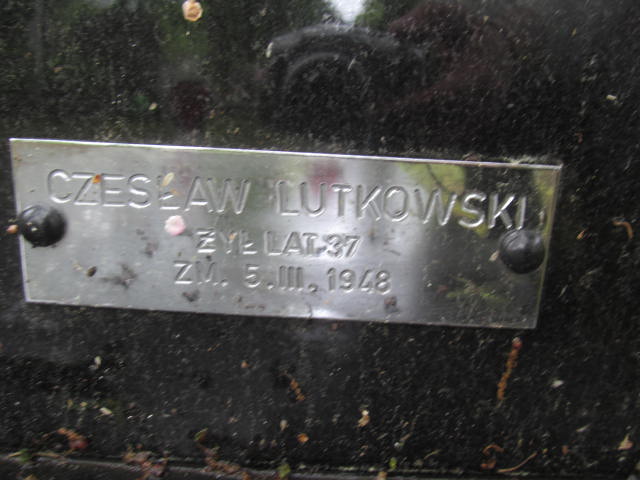 CZESŁAW LUTKOWSKI
ŻYŁ LAT 37
ZM. 5.III.1948